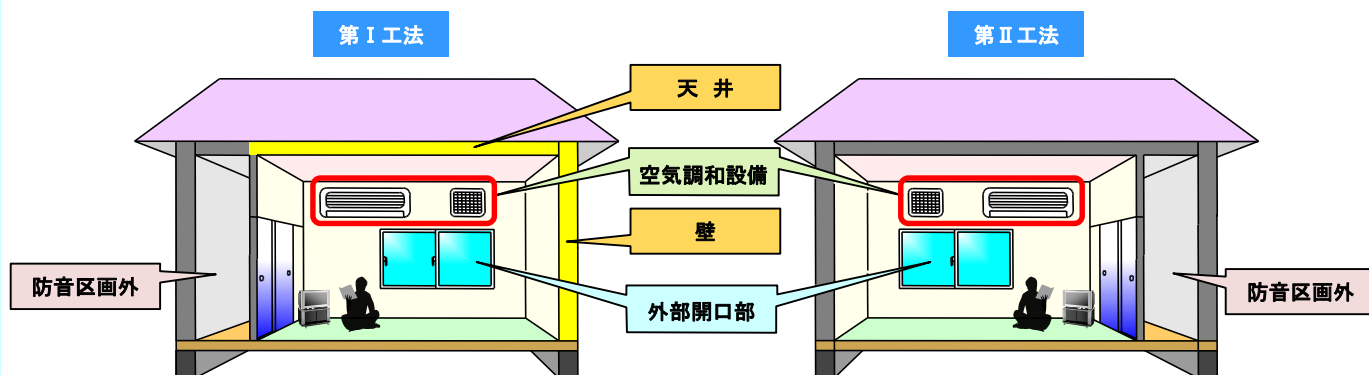 第Ⅰ工法
第Ⅱ工法
天 井
空気調和設備
壁
防音区画外
外部開口部
防音区画外